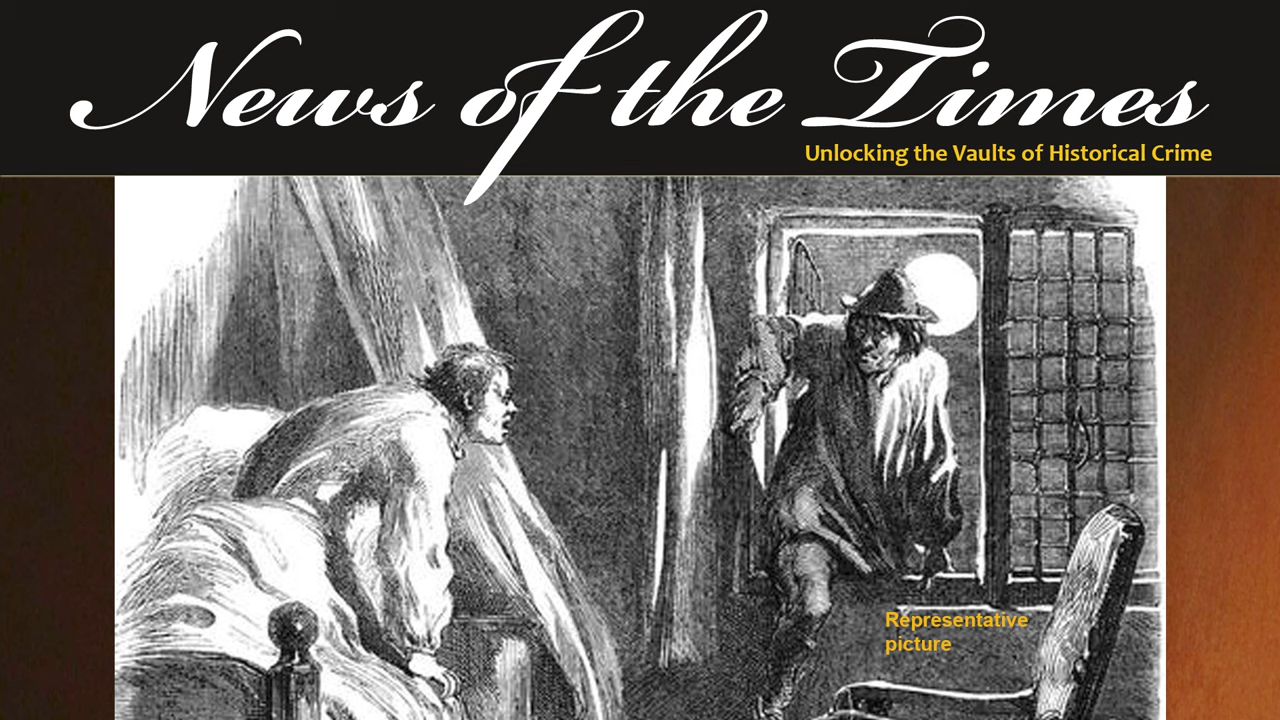 News of the Times
Unlocking the Vaults of Historical Crime
Representative
picture